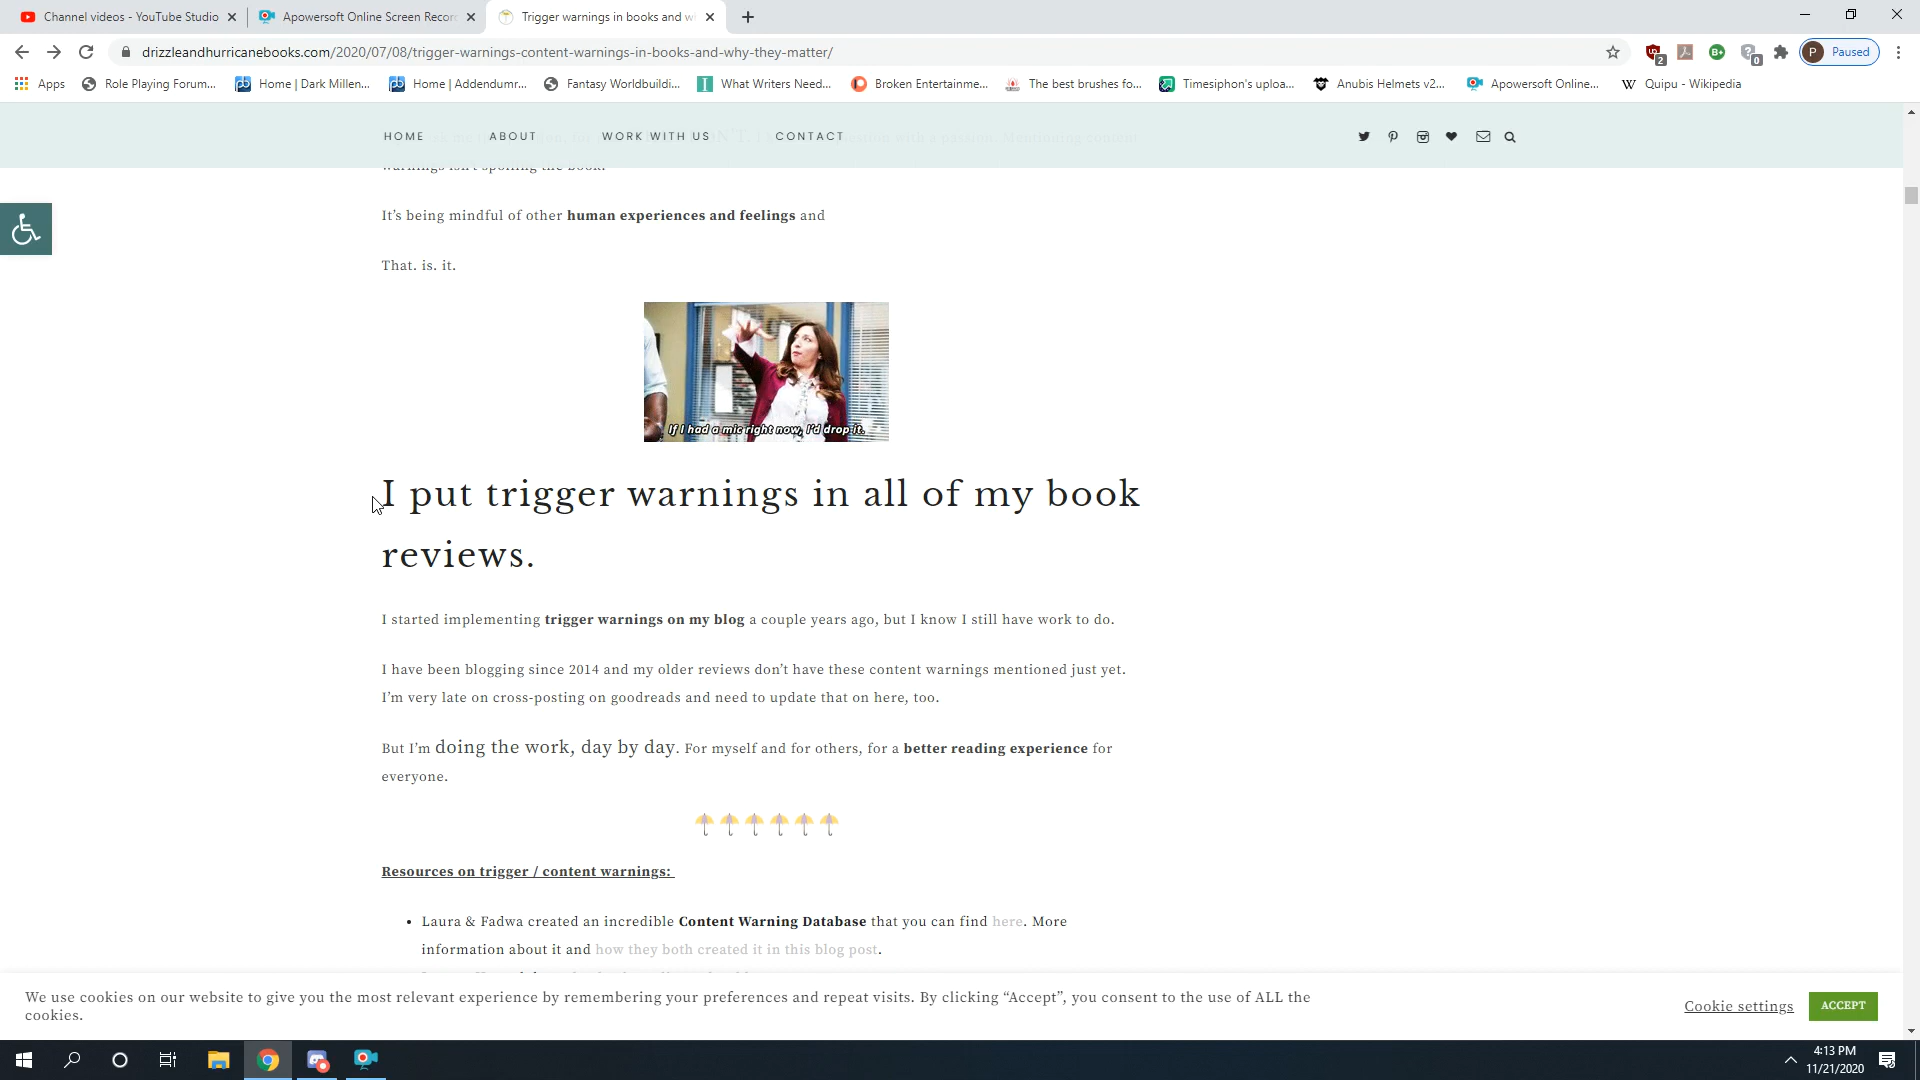 Channel videos - YouTube Studio
Apowersoft Online Screen Recor
Trigger warnings in books and w
drizzleandhurricanebooks.com/2020/07/08/trigger-warnings-content-warnings-in-books-and-why-they-matter/
2
0
P Paused
Apps
Role Playing Forum...
Home | Dark Millen...
Home | Addendumr...
Fantasy Worldbuildi...
What Writers Need...
Broken Entertainme...
The best brushes fo...
Timesiphon's uploa...
Anubis Helmets v2...
Apowersoft Online...
Quipu - Wikipedia
HOME ABOUT WORK WITH US CONTACT
warnings isn't spoiling the book.
It's being mindful of other human experiences and feelings and
That. is. it.
If I had a mic right now, I'd drop it.
I put trigger warnings in all of my book
reviews.
I started implementing trigger warnings on my blog a couple years ago, but I know I still have work to do.
I have been blogging since 2014 and my older reviews don't have these content warnings mentioned just yet.
I'm very late on cross-posting on goodreads and need to update that on here, too.
But I'm doing the work, day by day. For myself and for others, for a better reading experience for
everyone.
Resources on trigger / content warnings:
Laura & Fadwa created an incredible Content Warning Database that you can find here. More
information about it and how they both created it in this blog post.
We use cookies on our website to give you the most relevant experience by remembering your preferences and repeat visits. By clicking “Accept”, you consent to the use of ALL the
cookies.
Cookie settings
ACCEPT
4:13 PM
11/21/2020